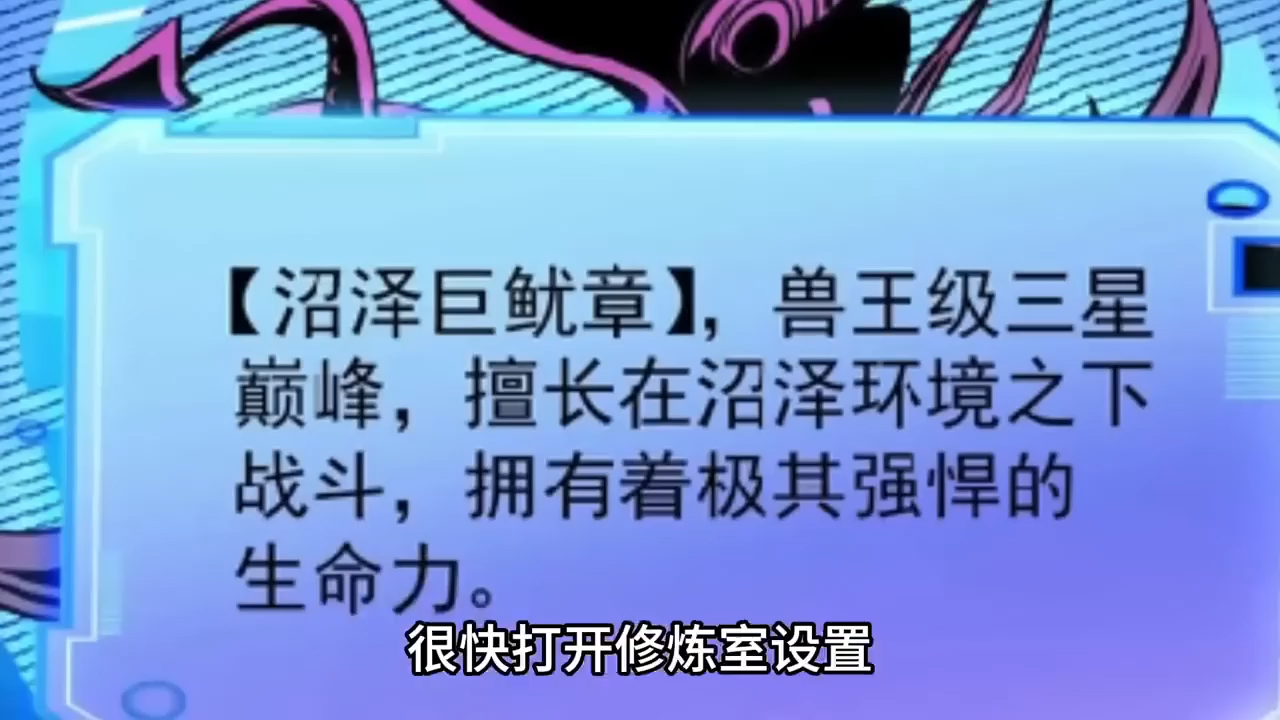 【沼泽巨鱿章】，兽王级三星
巅峰，擅长在沼泽环境之下
战斗，拥有着极其强悍的
生命力。
很快打开修炼室设置